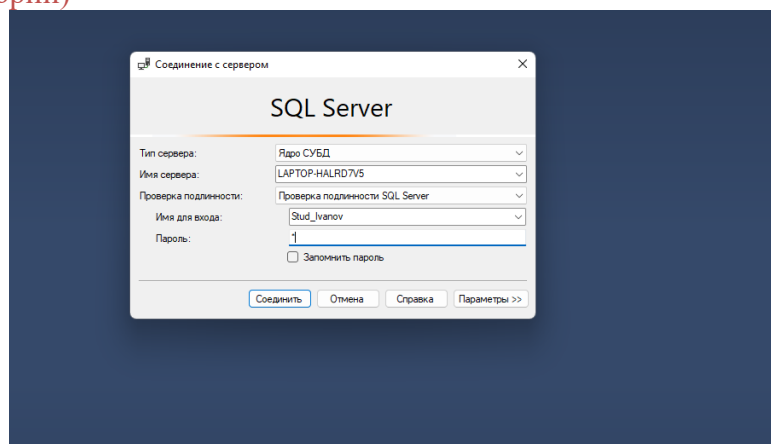 Соединение с сервером
SQL Server
Тип сервера: Ядро СУБД
Имя сервера: LAPTOP-HALRD7V5
Проверка подлинности: Проверка подлинности SQL Server
Имя для входа: Stud_Ivanov
Пароль: *
Запомнить пароль
Соединить Отмена Справка Параметры >>